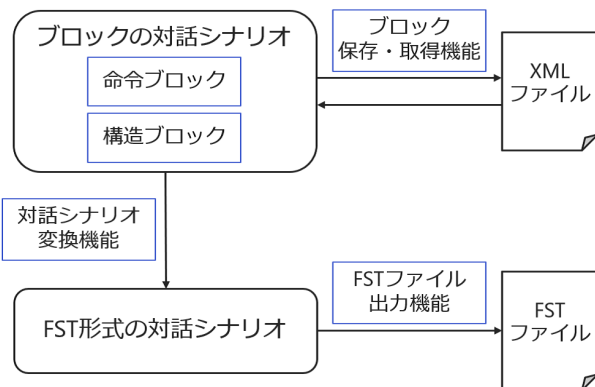 ブロックの対話シナリオ
命令ブロック
構造ブロック
ブロック
保存・取得機能
XML
ファイル
対話シナリオ
変換機能
FST形式の対話シナリオ
FSTファイル
出力機能
FST
ファイル